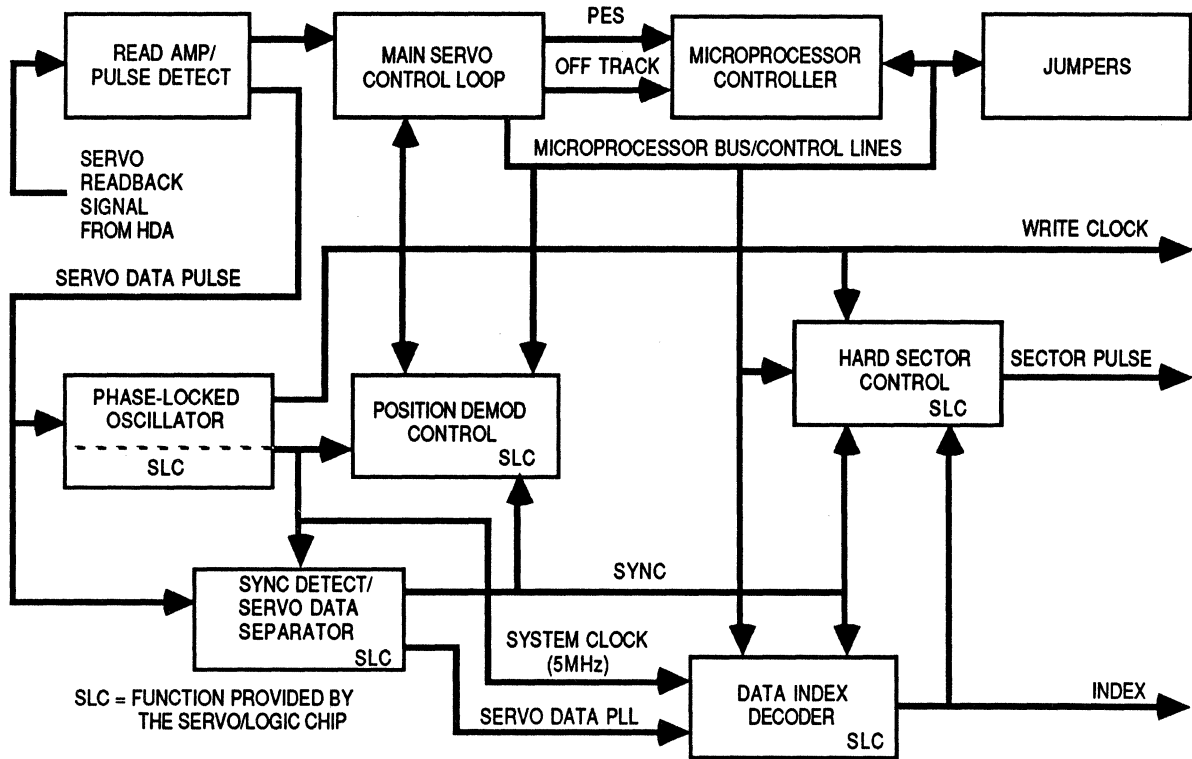 READ AMP/
PULSE DETECT
MAIN SERVO
CONTROL LOOP
PES
OFF TRACK
MICROPROCESSOR
CONTROLLER
JUMPERS
MICROPROCESSOR BUS/CONTROL LINES
SERVO
READBACK
SIGNAL
FROM HDA
WRITE CLOCK
SERVO DATA PULSE
HARD SECTOR
CONTROL
SLC
SECTOR PULSE
PHASE-LOCKED
OSCILLATOR
SLC
POSITION DEMOD
CONTROL
SLC
SYNC DETECT/
SERVO DATA
SEPARATOR
SLC
SYNC
SYSTEM CLOCK
(5MHz)
SERVO DATA PLL
DATA INDEX
DECODER
SLC
INDEX
SLC = FUNCTION PROVIDED BY
THE SERVO/LOGIC CHIP